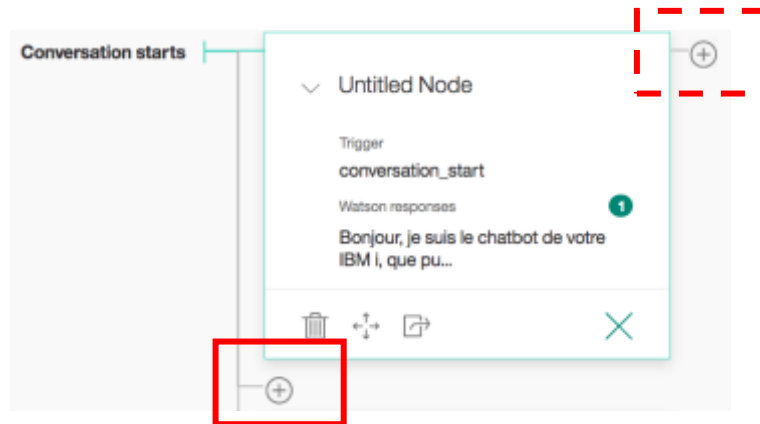 Conversation starts
Untitled Node
Trigger
conversation_start
Watson responses
1
Bonjour, je suis le chatbot de votre
IBM i, que pu...